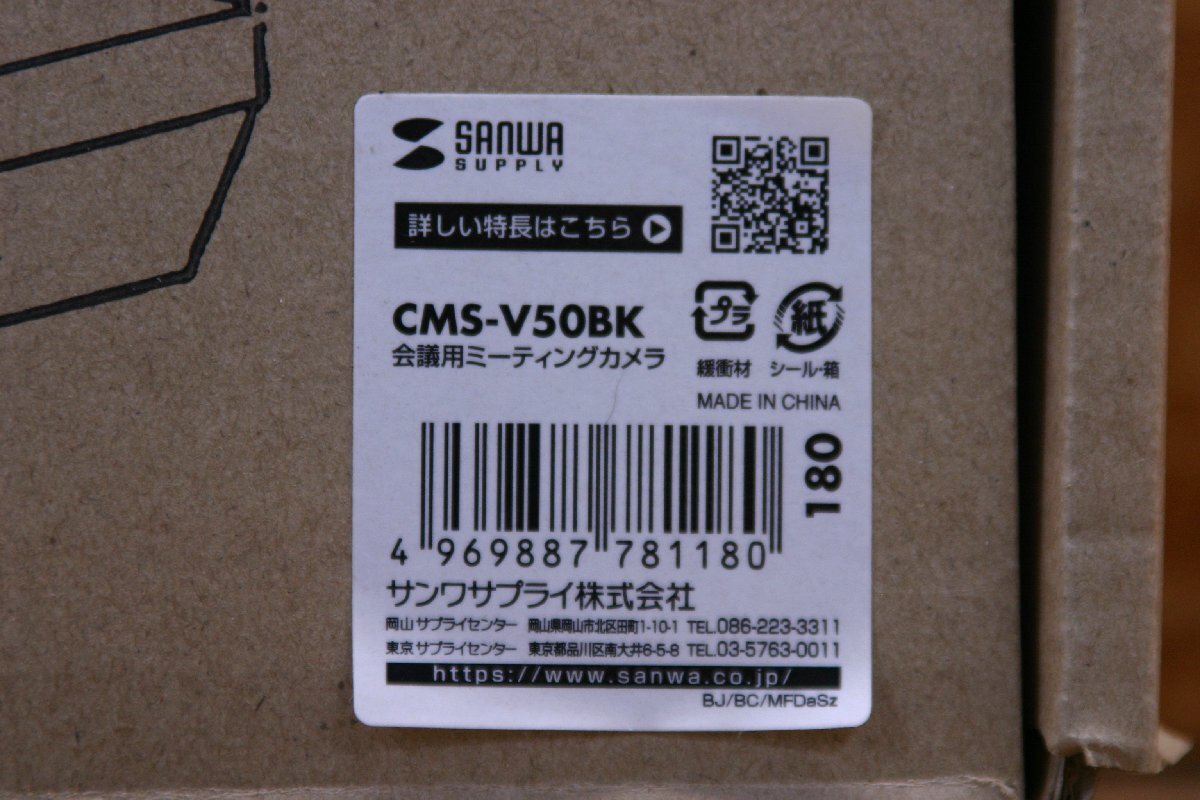 SANWA
SUPPLY
詳しい特長はこちら
CMS-V50BK
会議用ミーティングカメラ
プラ
紙
緩衝材 シール・箱
MADE IN CHINA
180
4 969887 781180
サンワサプライ株式会社
岡山サプライセンター 岡山県岡山市北区田町1-10-1 TEL.086-223-3311
東京サプライセンター 東京都品川区南大井6-5-8 TEL.03-5763-0011
https://www.sanwa.co.jp/
BJ/BC/MFDaSz